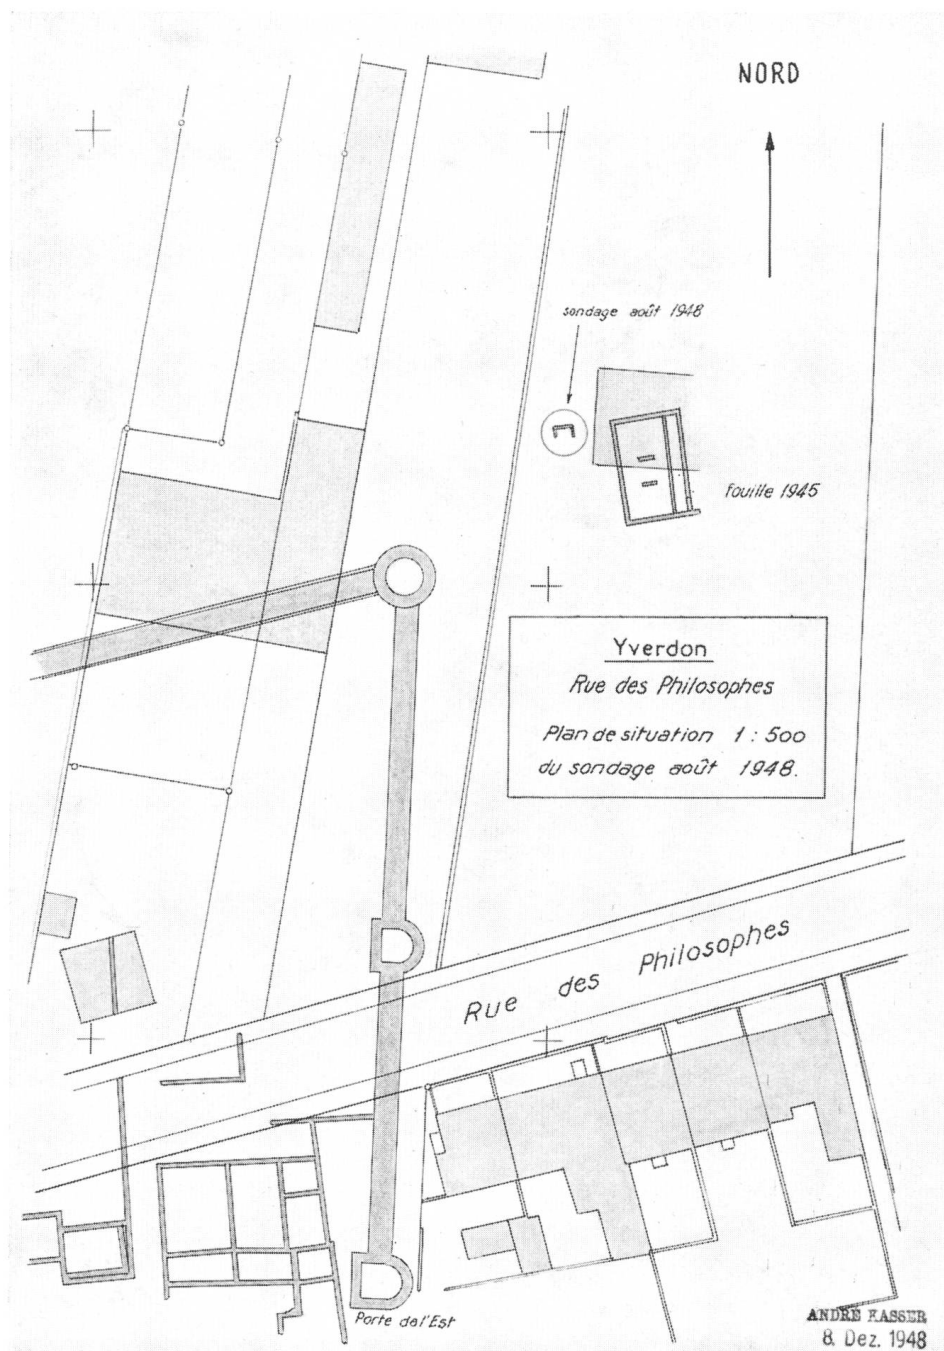 NORD
sondage août 1948
fouille 1945
Yverdon
Rue des Philosophes
Plan de situation 1 : 500
du sondage août 1948.
Rue des Philosophes
Porte de l'Est
ANDRÉ KASSER
8. Dez. 1948